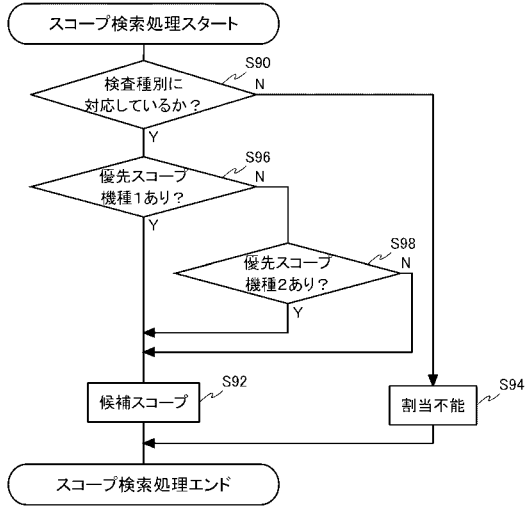 スコープ検索処理スタート
S90
検査種別に
対応しているか？
N
Y
S96
優先スコープ
機種１あり？
N
Y
S98
優先スコープ
機種２あり？
N
Y
S92
候補スコープ
S94
割当不能
スコープ検索処理エンド